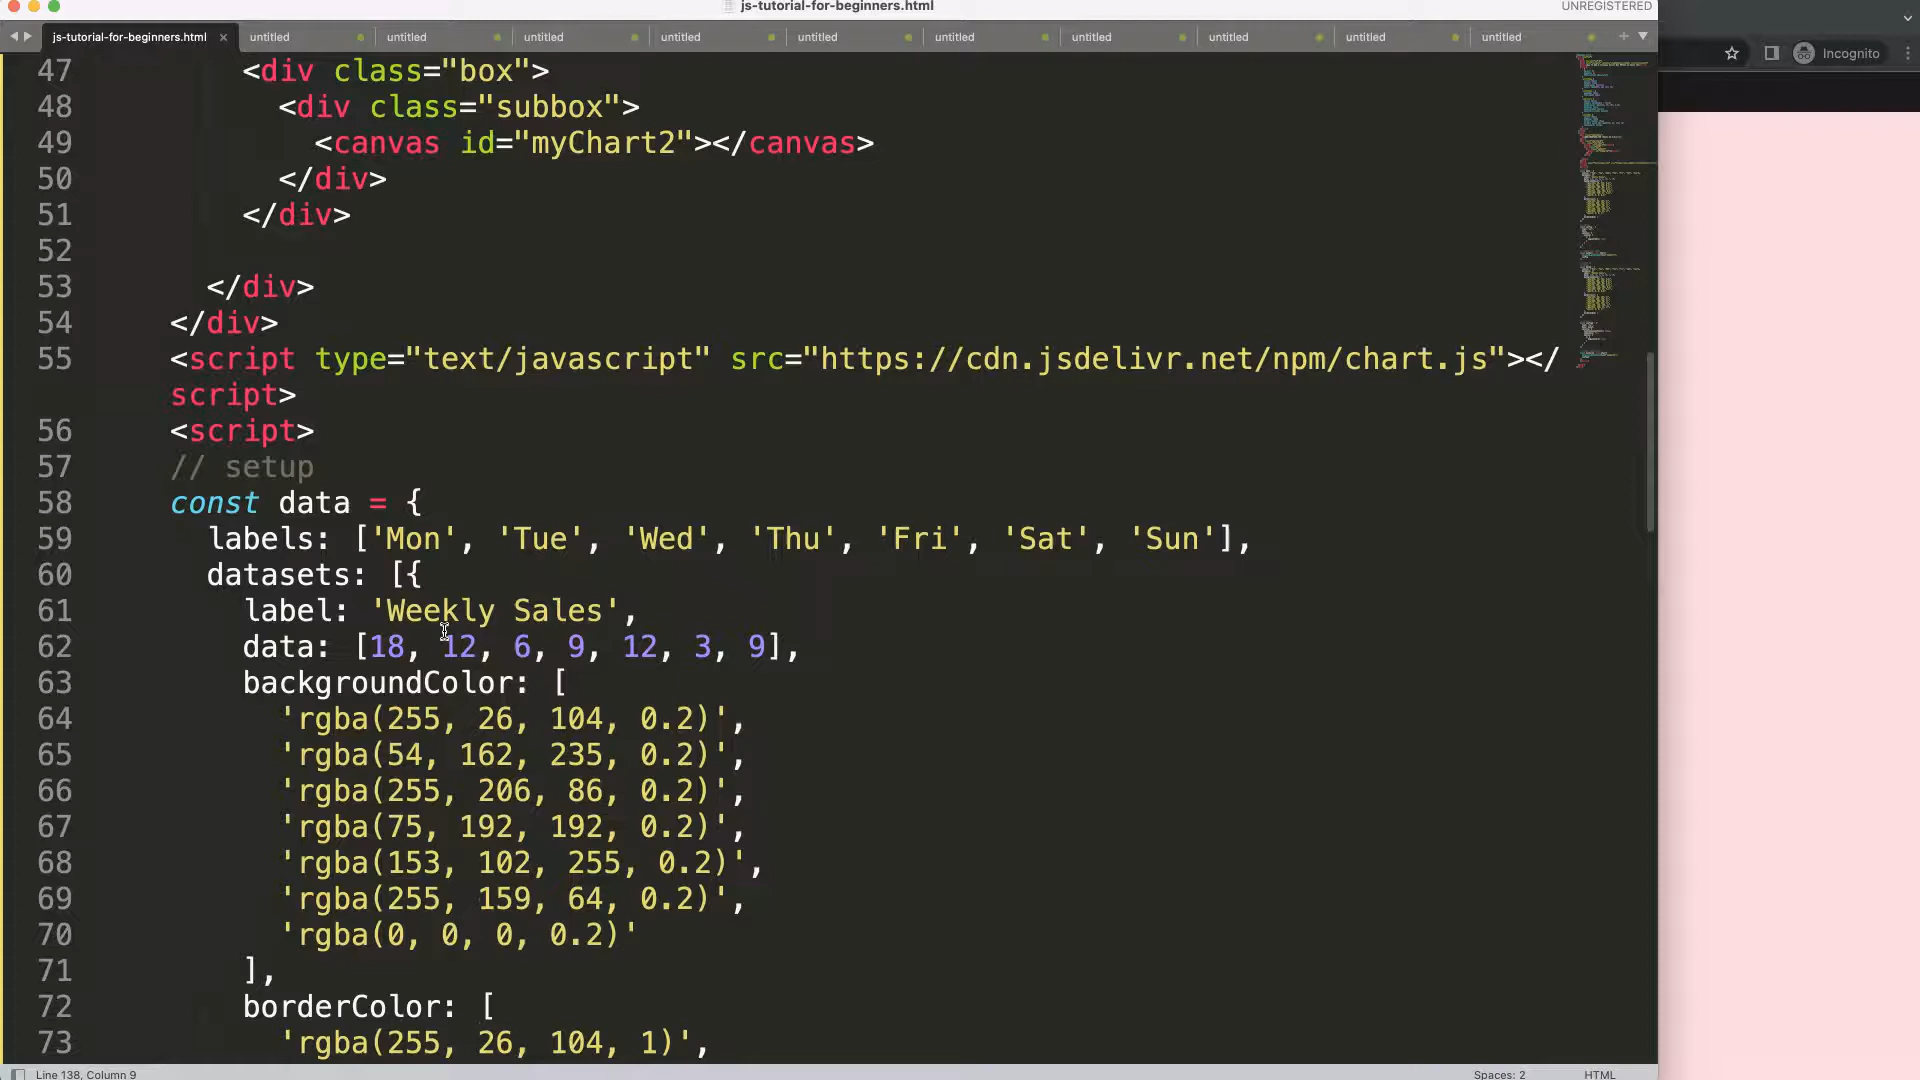 js-tutorial-for-beginners.html
UNREGISTERED
js-tutorial-for-beginners.html × untitled untitled untitled untitled untitled untitled untitled untitled untitled untitled
Incognito
47 <div class="box">
48 <div class="subbox">
49 <canvas id="myChart2"></canvas>
50 </div>
51 </div>
52
53 </div>
54 </div>
55 <script type="text/javascript" src="https://cdn.jsdelivr.net/npm/chart.js"></
script>
56 <script>
57 // setup
58 const data = {
59 labels: ['Mon', 'Tue', 'Wed', 'Thu', 'Fri', 'Sat', 'Sun'],
60 datasets: [{
61 label: 'Weekly Sales',
62 data: [18, 12, 6, 9, 12, 3, 9],
63 backgroundColor: [
64 'rgba(255, 26, 104, 0.2)',
65 'rgba(54, 162, 235, 0.2)',
66 'rgba(255, 206, 86, 0.2)',
67 'rgba(75, 192, 192, 0.2)',
68 'rgba(153, 102, 255, 0.2)',
69 'rgba(255, 159, 64, 0.2)',
70 'rgba(0, 0, 0, 0.2)'
71 ],
72 borderColor: [
73 'rgba(255, 26, 104, 1)',
Line 138, Column 9
Spaces: 2
HTML